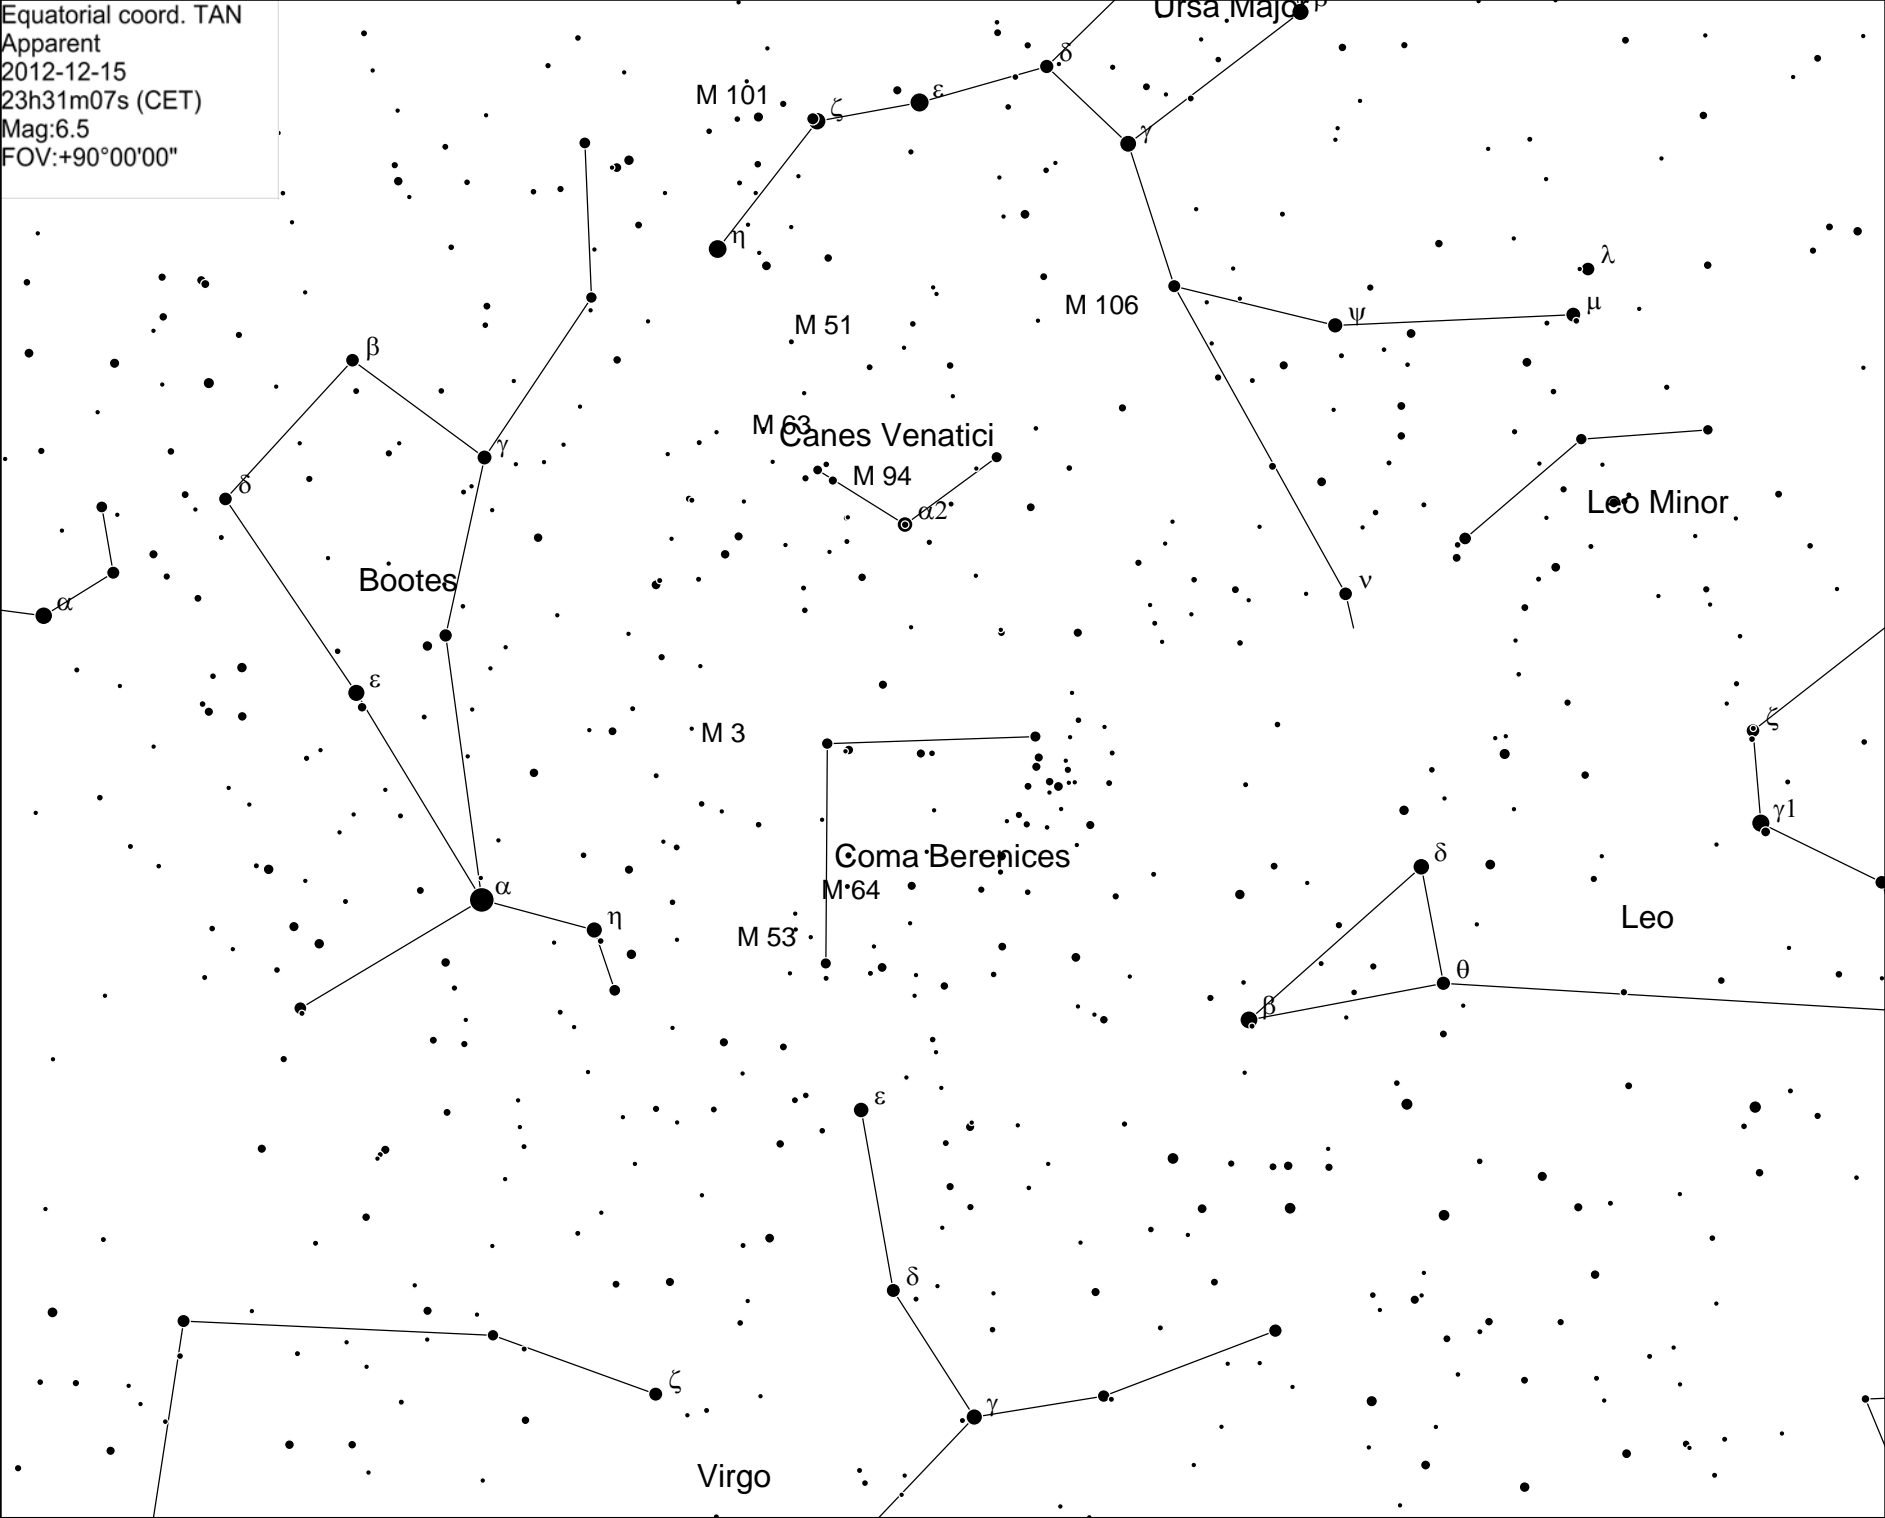 Equatorial coord. TAN
Apparent
2012-12-15
23h31m07s (CET)
Mag:6.5
FOV:+90°00'00"
Ursa Major
β
δ
M 101
ζ
ε
γ
η
λ
M 106
μ
ψ
M 51
β
M 63
Canes Venatici
γ
M 94
δ
α2
Leo Minor
Bootes
ν
α
ε
ζ
M 3
γ1
Coma Berenices
δ
M 64
α
η
Leo
M 53
θ
β
ε
δ
ζ
γ
Virgo